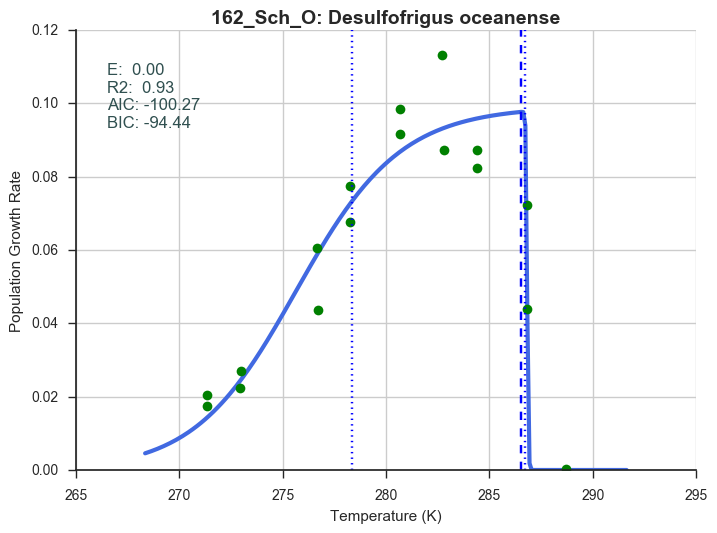 162_Sch_O: Desulfofrigus oceanense
E:  0.00
R2:  0.93
AIC: -100.27
BIC: -94.44
Population Growth Rate
0.12
0.10
0.08
0.06
0.04
0.02
0.00
265 270 275 280 285 290 295
Temperature (K)